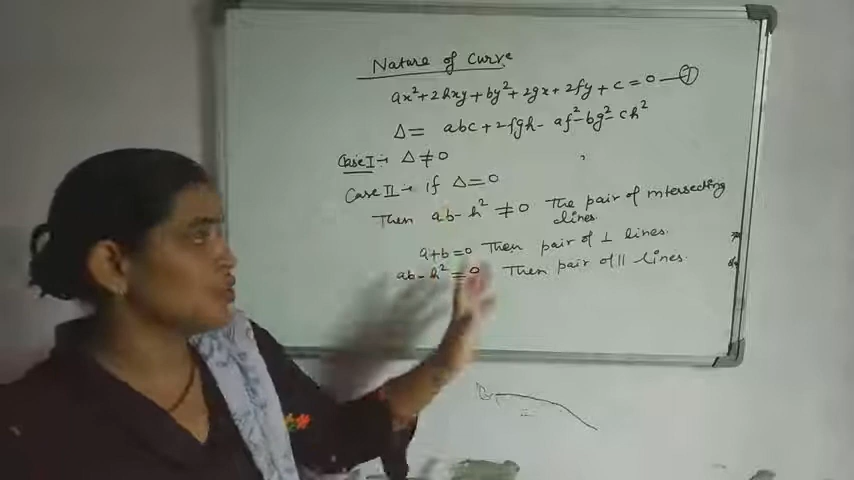 Nature of Curve
ax²+2hxy+by²+2gx+2fy+c=0 —①
Δ= abc+2fgh-af²-bg²-ch²
Case I :- Δ≠0
Case II :- if Δ=0
Then ab-h² ≠0 The pair of intersecting
lines.
a+b=0 Then pair of ⊥ lines.
ab-h²=0 Then pair of || lines.